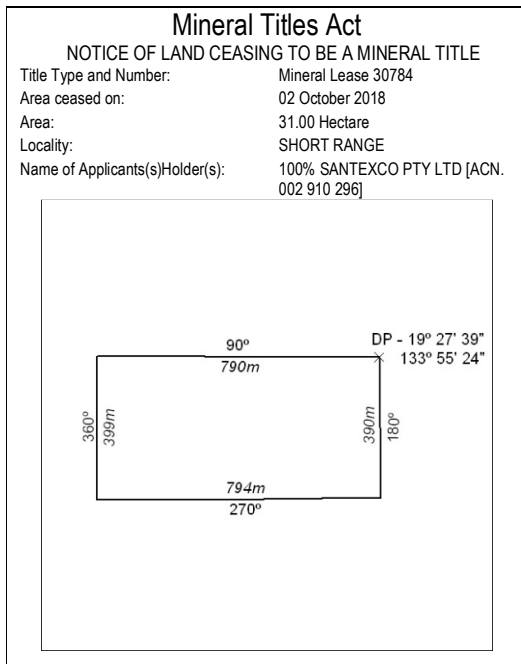 Mineral Titles Act
NOTICE OF LAND CEASING TO BE A MINERAL TITLE
Title Type and Number: Mineral Lease 30784
Area ceased on: 02 October 2018
Area: 31.00 Hectare
Locality: SHORT RANGE
Name of Applicants(s)Holder(s): 100% SANTEXCO PTY LTD [ACN.
002 910 296]
90º
790m
DP - 19º 27' 39"
133º 55' 24"
360º
399m
390m
180º
794m
270º